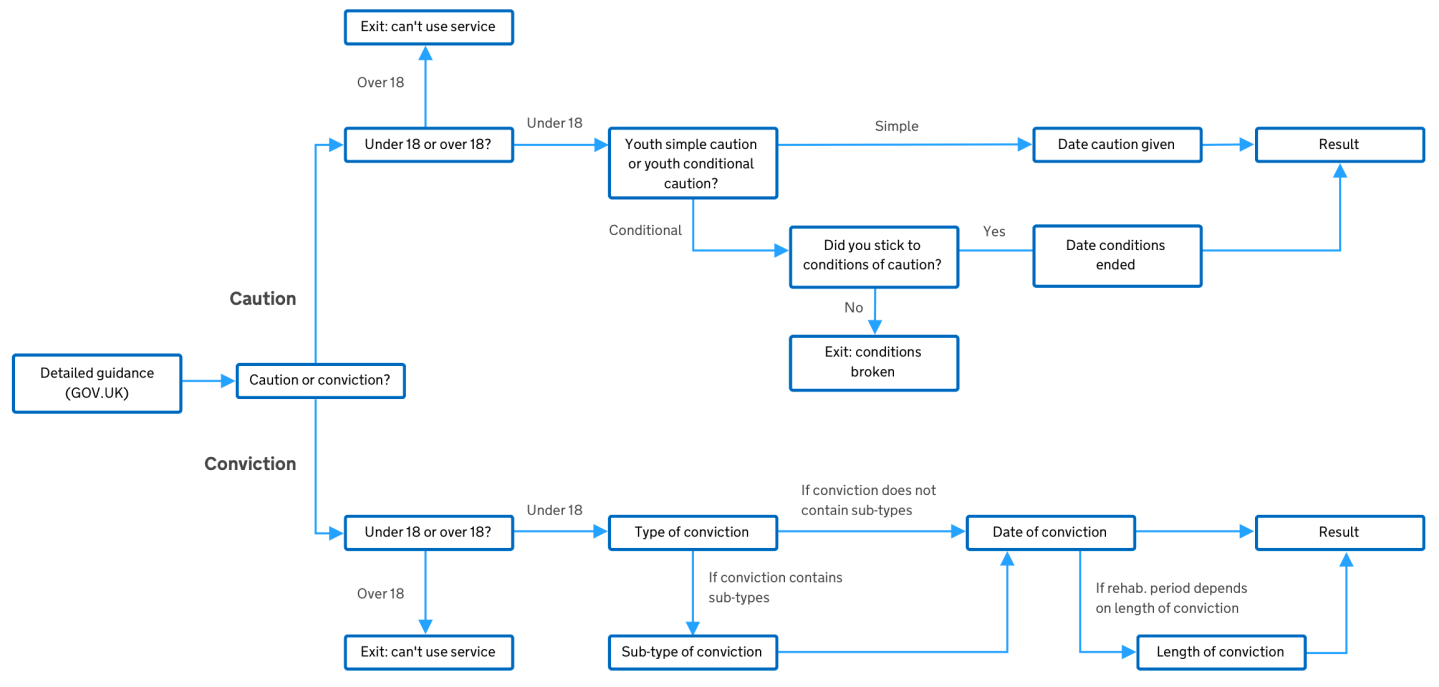 Exit: can't use service
Over 18
Under 18 or over 18?
Under 18
Youth simple caution
or youth conditional
caution?
Simple
Date caution given
Result
Conditional
Did you stick to
conditions of caution?
Yes
Date conditions
ended
No
Exit: conditions
broken
Caution
Detailed guidance
(GOV.UK)
Caution or conviction?
Conviction
Under 18 or over 18?
Under 18
Type of conviction
If conviction does not
contain sub-types
Date of conviction
Result
Over 18
If conviction contains
sub-types
If rehab. period depends
on length of conviction
Exit: can't use service
Sub-type of conviction
Length of conviction